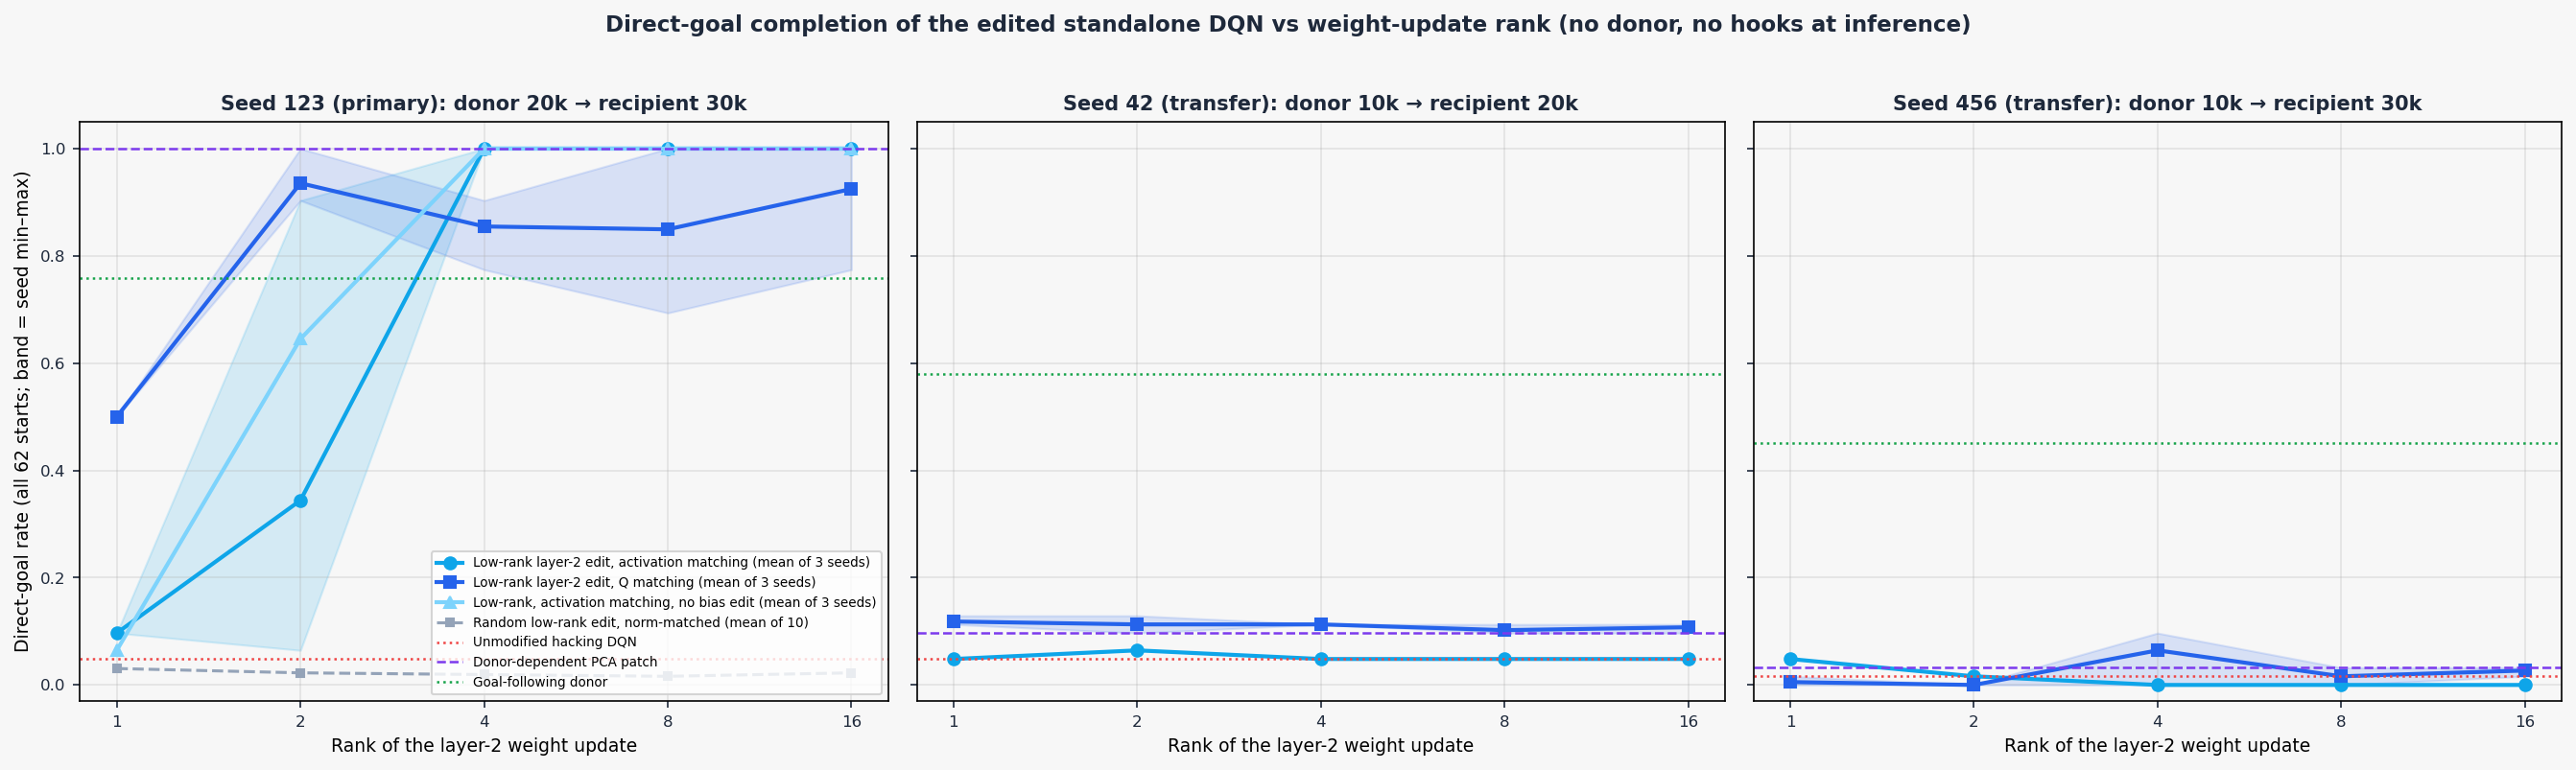 Direct-goal completion of the edited standalone DQN vs weight-update rank (no donor, no hooks at inference)
Seed 123 (primary): donor 20k → recipient 30k
Seed 42 (transfer): donor 10k → recipient 20k
Seed 456 (transfer): donor 10k → recipient 30k
Direct-goal rate (all 62 starts; band = seed min–max)
1.0
0.8
0.6
0.4
0.2
0.0
Low-rank layer-2 edit, activation matching (mean of 3 seeds)
Low-rank layer-2 edit, Q matching (mean of 3 seeds)
Low-rank, activation matching, no bias edit (mean of 3 seeds)
Random low-rank edit, norm-matched (mean of 10)
Unmodified hacking DQN
Donor-dependent PCA patch
Goal-following donor
1 2 4 8 16
1 2 4 8 16
1 2 4 8 16
Rank of the layer-2 weight update
Rank of the layer-2 weight update
Rank of the layer-2 weight update